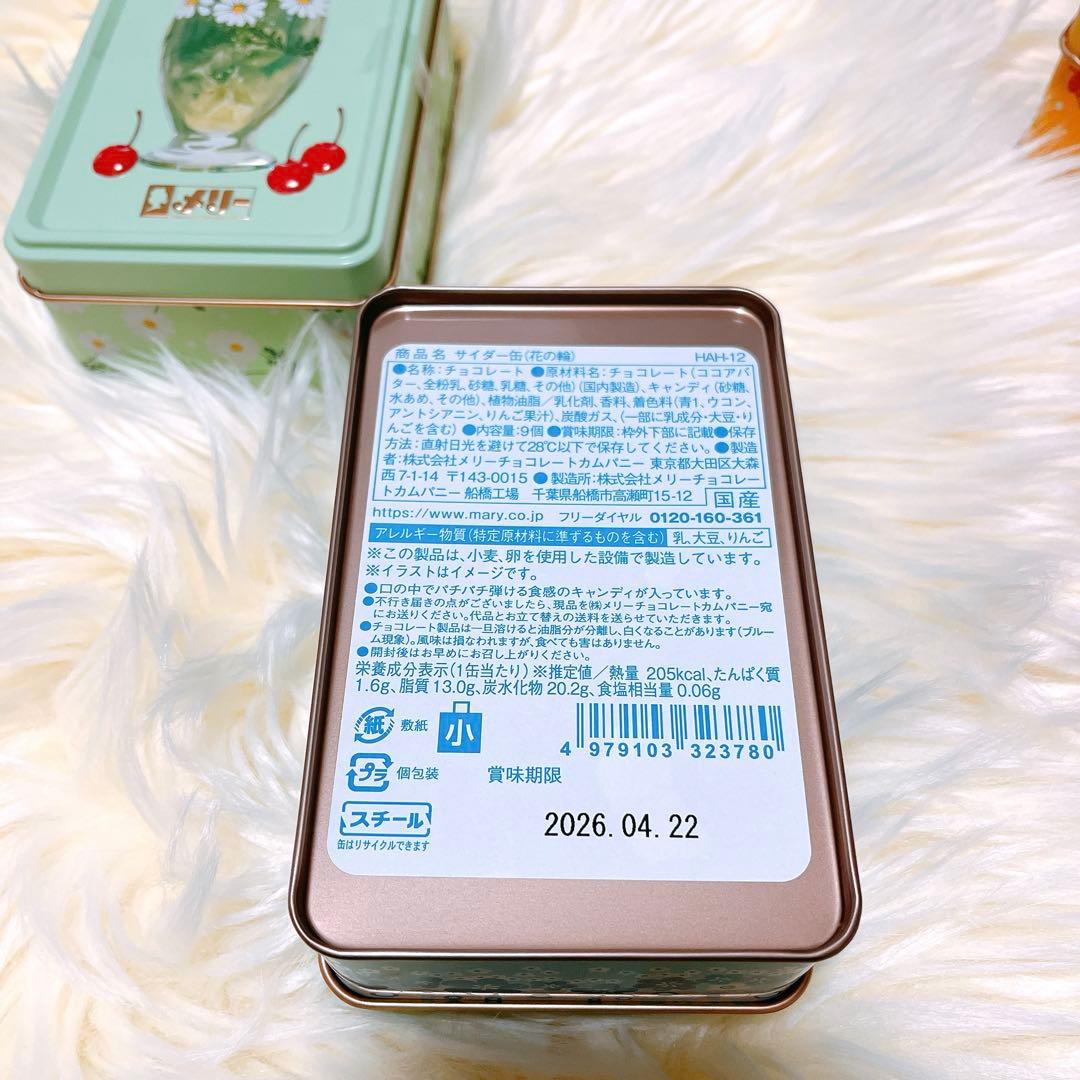 メリー
商品名 サイダー缶(花の輪) HAH-12
●名称:チョコレート ●原材料名:チョコレート(ココアバ
ター、全粉乳、砂糖、乳糖、その他)(国内製造)、キャンディ(砂糖、
水あめ、その他)、植物油脂/乳化剤、香料、着色料(青1、ウコン、
アントシアニン、りんご果汁)、炭酸ガス、(一部に乳成分・大豆・り
んごを含む) ●内容量:9個 ●賞味期限:枠外下部に記載●保存
方法:直射日光を避けて28℃以下で保存してください。●製造
者:株式会社メリーチョコレートカムパニー 東京都大田区大森
西7-1-14 〒143-0015 ●製造所:株式会社メリーチョコレー
トカムパニー 船橋工場 千葉県船橋市高瀬町15-12 国産
https://www.mary.co.jp フリーダイヤル 0120-160-361
アレルギー物質(特定原材料に準ずるものを含む) 乳、大豆、りんご
※この製品は、小麦、卵を使用した設備で製造しています。
※イラストはイメージです。
●口の中でパチパチ弾ける食感のキャンディが入っています。
●不行き届きの点がございましたら、現品を㈱メリーチョコレートカムパニー宛
にお送りください。代品とお立て替えの送料を送らせていただきます。
●チョコレート製品は一旦溶けると油脂分が分離し、白くなることがあります(ブルー
ム現象)。風味は損なわれますが、食べても害はありません。
●開封後はお早めにお召し上がりください。
栄養成分表示(1缶当たり)※推定値/熱量 205kcal、たんぱく質
1.6g、脂質 13.0g、炭水化物 20.2g、食塩相当量 0.06g
紙 敷紙 小
4 979103 323780
プラ 個包装 賞味期限
スチール 2026.04.22
缶はリサイクルできます